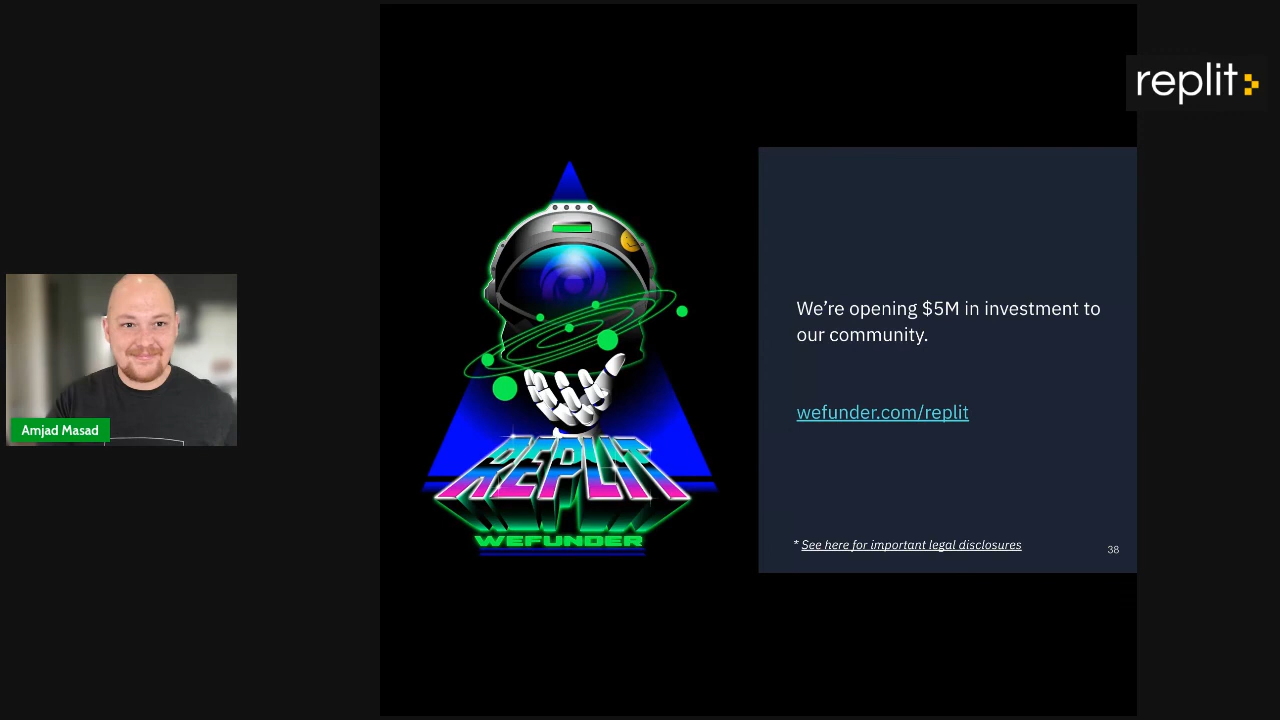 replit
We’re opening $5M in investment to
our community.
wefunder.com/replit
Amjad Masad
REPLIT
WEFUNDER
* See here for important legal disclosures
38